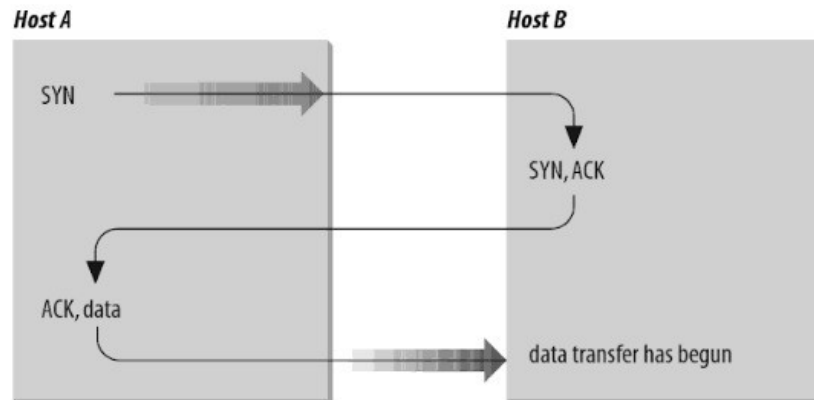 Host A
Host B
SYN
SYN, ACK
ACK, data
data transfer has begun